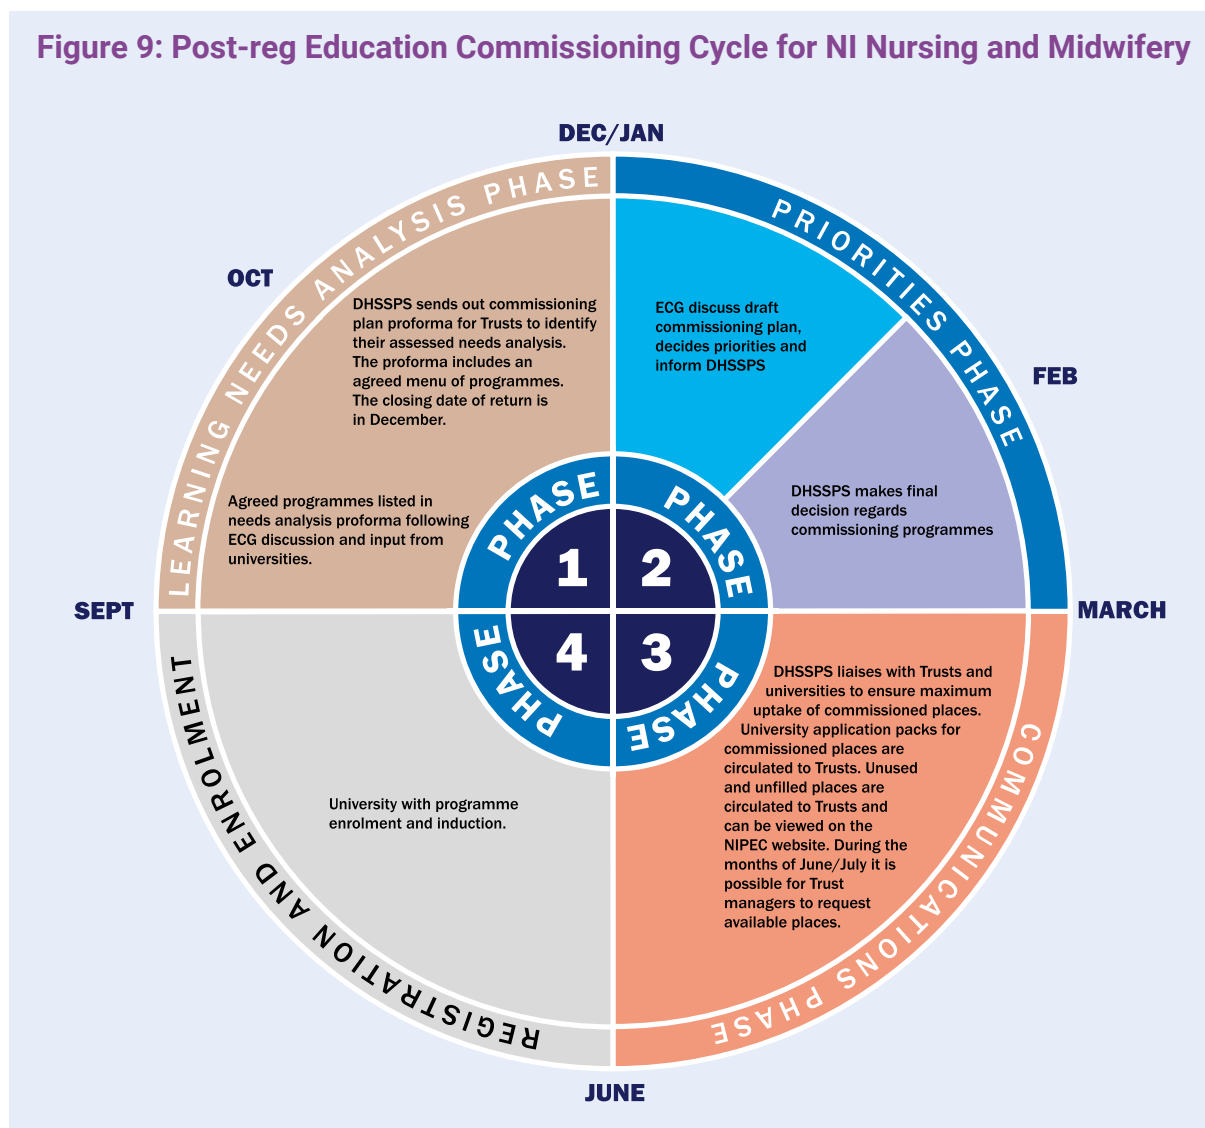 Figure 9: Post-reg Education Commissioning Cycle for NI Nursing and Midwifery
DEC/JAN
OCT
FEB
SEPT
MARCH
JUNE
LEARNING NEEDS ANALYSIS PHASE
DHSSPS sends out commissioning
plan proforma for Trusts to identify
their assessed needs analysis.
The proforma includes an
agreed menu of programmes.
The closing date of return is
in December.
Agreed programmes listed in
needs analysis proforma following
ECG discussion and input from
universities.
PHASE
1
PRIORITIES PHASE
ECG discuss draft
commissioning plan,
decides priorities and
inform DHSSPS
DHSSPS makes final
decision regards
commissioning programmes
PHASE
2
COMMUNICATIONS PHASE
DHSSPS liaises with Trusts and
universities to ensure maximum
uptake of commissioned places.
University application packs for
commissioned places are
circulated to Trusts. Unused
and unfilled places are
circulated to Trusts and
can be viewed on the
NIPEC website. During the
months of June/July it is
possible for Trust
managers to request
available places.
PHASE
3
REGISTRATION AND ENROLMENT
University with programme
enrolment and induction.
PHASE
4